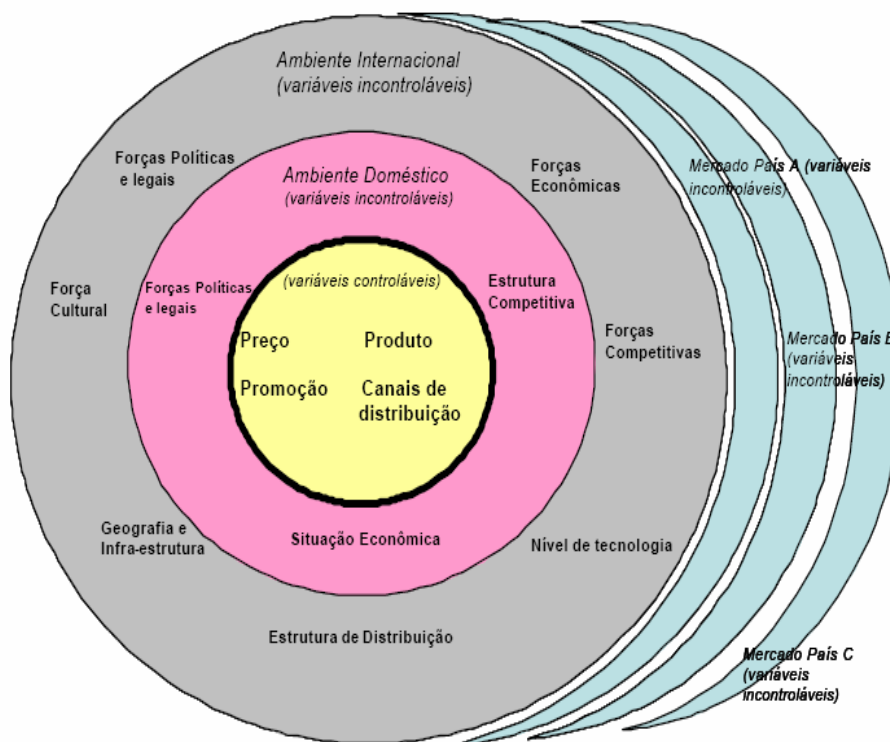 Ambiente Internacional
(variáveis incontroláveis)
Forças Políticas
e legais
Ambiente Doméstico
(variáveis incontroláveis)
Forças
Econômicas
Mercado País A (variáveis
incontroláveis)
Força
Cultural
Forças Políticas
e legais
(variáveis controláveis)
Estrutura
Competitiva
Preço
Produto
Forças
Competitivas
Mercado País B
(variáveis
incontroláveis)
Promoção
Canais de
distribuição
Geografia e
Infra-estrutura
Situação Econômica
Nível de tecnologia
Estrutura de Distribuição
Mercado País C
(variáveis
incontroláveis)